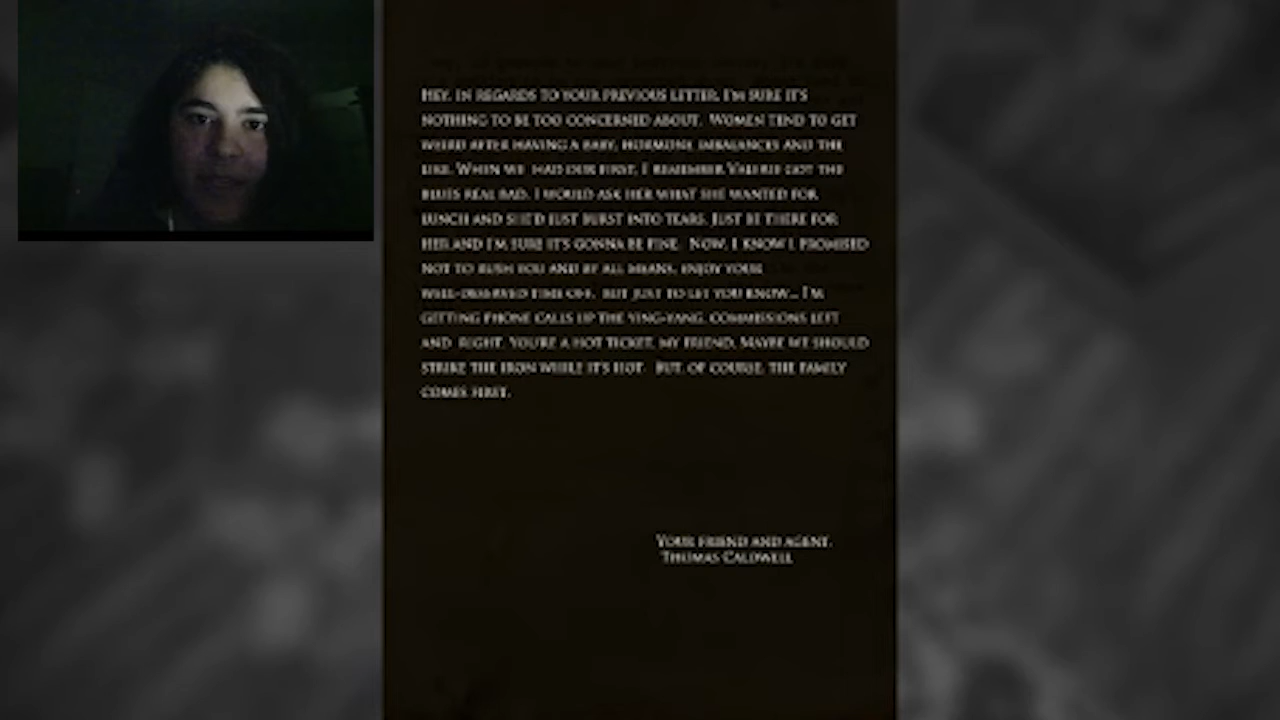 Hey, in regards to your previous letter, I'm sure it's
nothing to be too concerned about. Women tend to get
weird after having a baby, hormone imbalances and the
like. When we had our first, I remember Valerie got the
blues real bad. I would ask her what she wanted for
lunch and she'd just burst into tears. Just be there for
her and I'm sure it's gonna be fine. Now, I know I promised
not to rush you and by all means, enjoy your
well-deserved time off, but just to let you know... I'm
getting phone calls up the ying-yang, commissions left
and right. You're a hot ticket, my friend. Maybe we should
strike the iron while it's hot. But, of course, the family
comes first.
Your friend and agent,
Thomas Caldwell